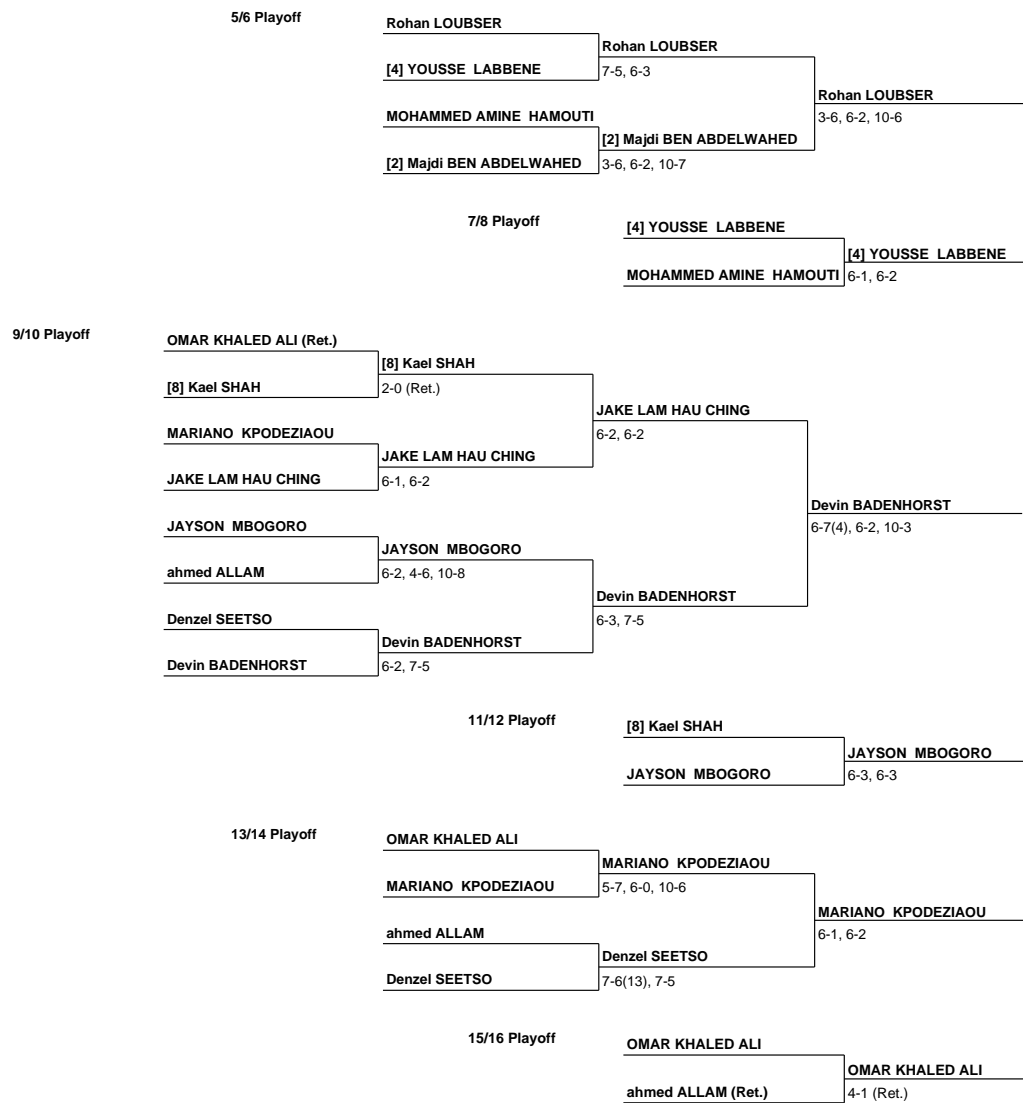 5/6 Playoff
Rohan LOUBSER
Rohan LOUBSER
[4] YOUSSE LABBENE
7-5, 6-3
Rohan LOUBSER
3-6, 6-2, 10-6
MOHAMMED AMINE HAMOUTI
[2] Majdi BEN ABDELWAHED
[2] Majdi BEN ABDELWAHED
3-6, 6-2, 10-7
7/8 Playoff
[4] YOUSSE LABBENE
[4] YOUSSE LABBENE
MOHAMMED AMINE HAMOUTI
6-1, 6-2
9/10 Playoff
OMAR KHALED ALI (Ret.)
[8] Kael SHAH
[8] Kael SHAH
2-0 (Ret.)
JAKE LAM HAU CHING
6-2, 6-2
MARIANO KPODEZIAOU
JAKE LAM HAU CHING
JAKE LAM HAU CHING
6-1, 6-2
Devin BADENHORST
6-7(4), 6-2, 10-3
JAYSON MBOGORO
JAYSON MBOGORO
ahmed ALLAM
6-2, 4-6, 10-8
Devin BADENHORST
6-3, 7-5
Denzel SEETSO
Devin BADENHORST
Devin BADENHORST
6-2, 7-5
11/12 Playoff
[8] Kael SHAH
JAYSON MBOGORO
JAYSON MBOGORO
6-3, 6-3
13/14 Playoff
OMAR KHALED ALI
MARIANO KPODEZIAOU
MARIANO KPODEZIAOU
5-7, 6-0, 10-6
MARIANO KPODEZIAOU
6-1, 6-2
ahmed ALLAM
Denzel SEETSO
Denzel SEETSO
7-6(13), 7-5
15/16 Playoff
OMAR KHALED ALI
OMAR KHALED ALI
ahmed ALLAM (Ret.)
4-1 (Ret.)